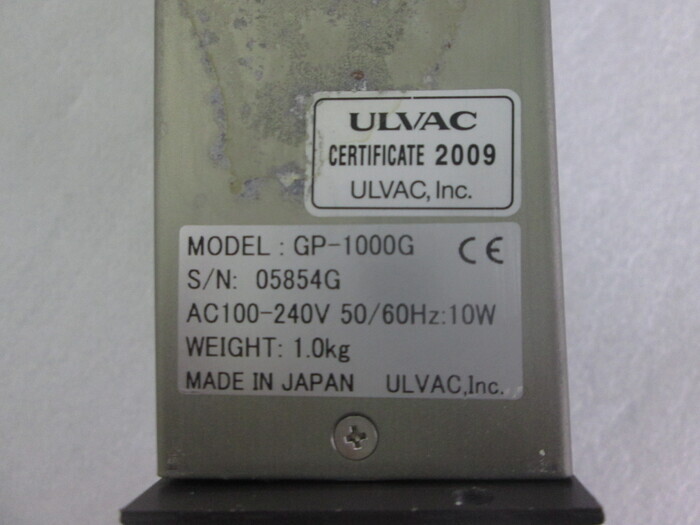 ULVAC
CERTIFICATE 2009
ULVAC, Inc.
MODEL : GP-1000G CE
S/N: 05854G
AC100-240V 50/60Hz:10W
WEIGHT: 1.0kg
MADE IN JAPAN ULVAC,Inc.